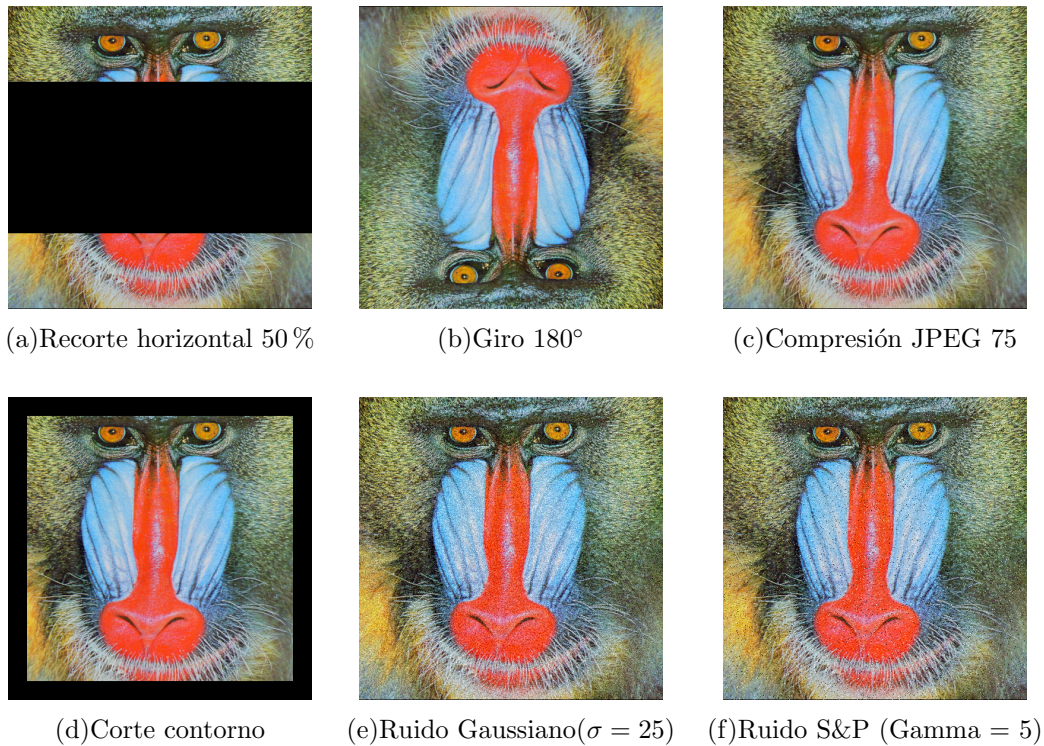 (a)Recorte horizontal 50 %
(b)Giro 180°
(c)Compresión JPEG 75
(d)Corte contorno
(e)Ruido Gaussiano(σ = 25)
(f)Ruido S&P (Gamma = 5)